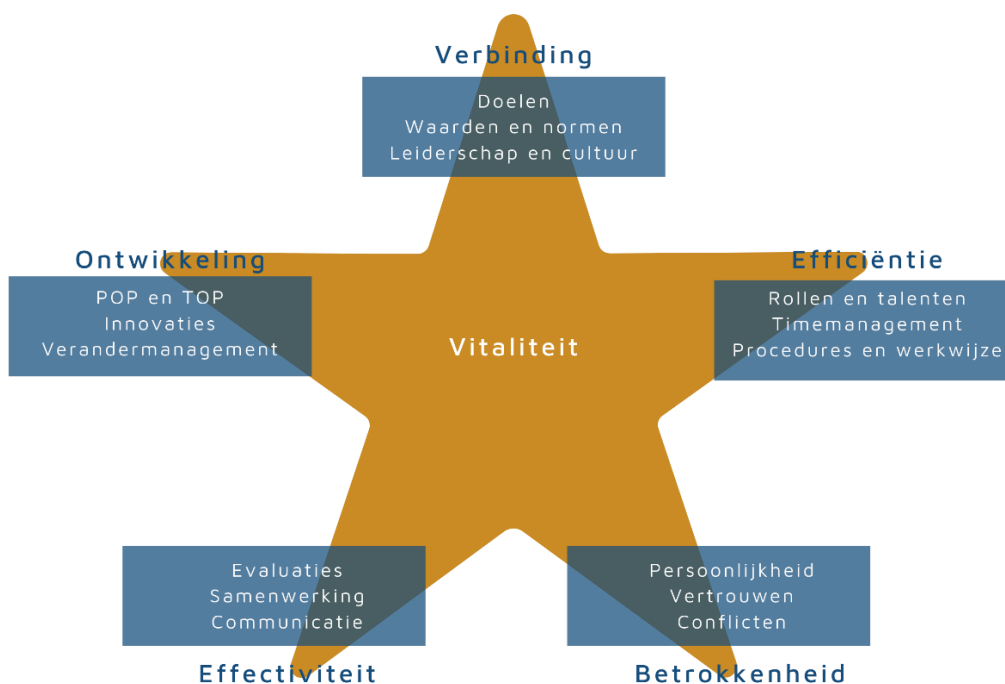 Verbinding
Doelen
Waarden en normen
Leiderschap en cultuur
Ontwikkeling
POP en TOP
Innovaties
Verandermanagement
Efficiëntie
Rollen en talenten
Timemanagement
Procedures en werkwijze
Vitaliteit
Evaluaties
Samenwerking
Communicatie
Effectiviteit
Persoonlijkheid
Vertrouwen
Conflicten
Betrokkenheid